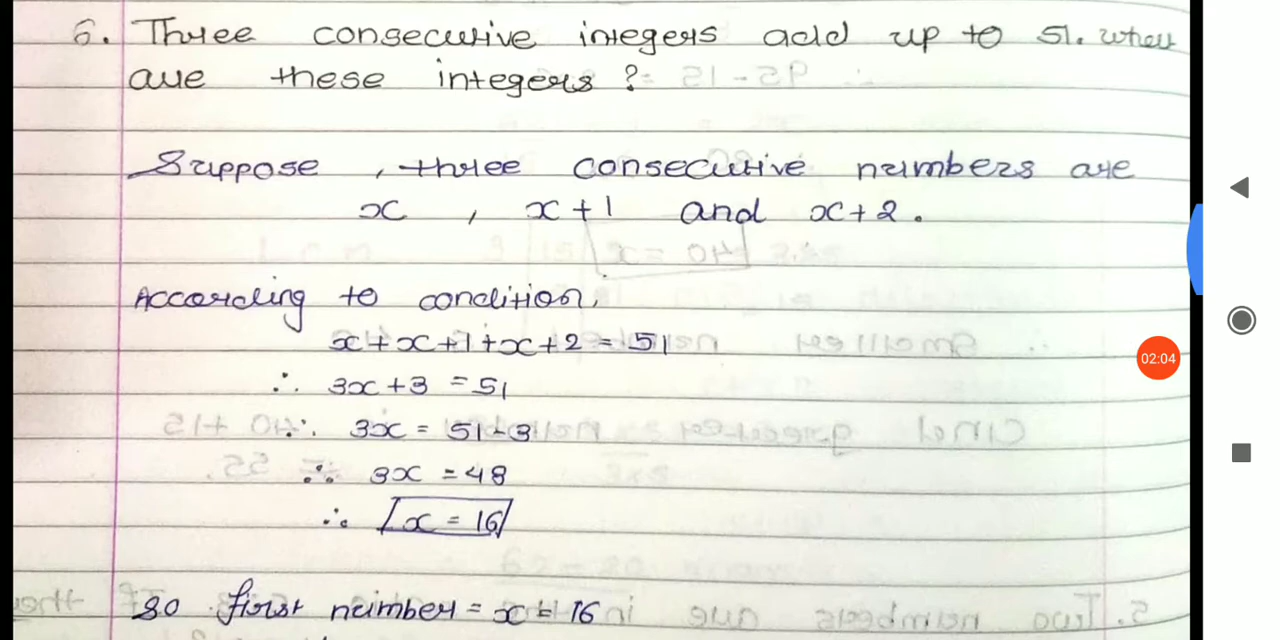 6. Three consecutive integers add up to 51. what
are these integers ?
Suppose , three consecutive numbers are
x , x+1 and x+2.
According to condition,
x+x+1+x+2=51
∴ 3x+3 =51
∴ 3x = 51-3
∴ 3x =48
∴ x = 16
02:04
so first number = x = 16